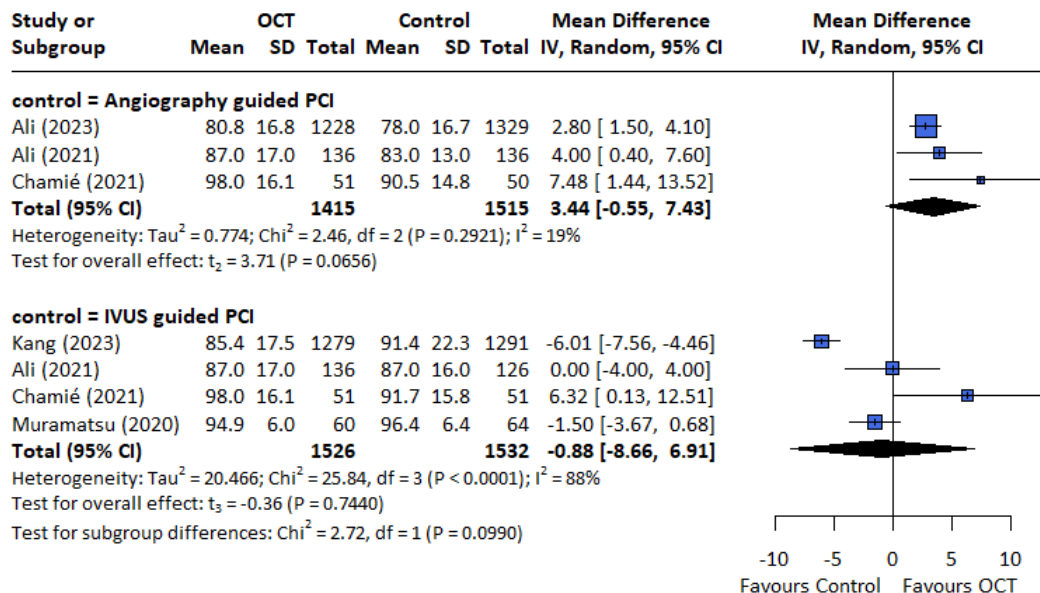 Study or OCT Control Mean Difference Mean Difference
Subgroup Mean SD Total Mean SD Total IV, Random, 95% CI IV, Random, 95% CI
control = Angiography guided PCI
Ali (2023) 80.8 16.8 1228 78.0 16.7 1329 2.80 [ 1.50, 4.10]
Ali (2021) 87.0 17.0 136 83.0 13.0 136 4.00 [ 0.40, 7.60]
Chamié (2021) 98.0 16.1 51 90.5 14.8 50 7.48 [ 1.44, 13.52]
Total (95% CI) 1415 1515 3.44 [-0.55, 7.43]
Heterogeneity: Tau² = 0.774; Chi² = 2.46, df = 2 (P = 0.2921); I² = 19%
Test for overall effect: t₂ = 3.71 (P = 0.0656)
control = IVUS guided PCI
Kang (2023) 85.4 17.5 1279 91.4 22.3 1291 -6.01 [-7.56, -4.46]
Ali (2021) 87.0 17.0 136 87.0 16.0 126 0.00 [-4.00, 4.00]
Chamié (2021) 98.0 16.1 51 91.7 15.8 51 6.32 [ 0.13, 12.51]
Muramatsu (2020) 94.9 6.0 60 96.4 6.4 64 -1.50 [-3.67, 0.68]
Total (95% CI) 1526 1532 -0.88 [-8.66, 6.91]
Heterogeneity: Tau² = 20.466; Chi² = 25.84, df = 3 (P < 0.0001); I² = 88%
Test for overall effect: t₃ = -0.36 (P = 0.7440)
Test for subgroup differences: Chi² = 2.72, df = 1 (P = 0.0990)
-10 -5 0 5 10
Favours Control Favours OCT